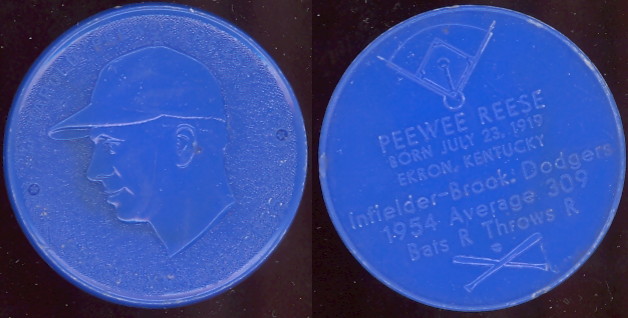 PEEWEE REESE
BORN JULY 23, 1919
EKRON, KENTUCKY
Infielder-Brook. Dodgers
1954 Average 309
Bats R Throws R